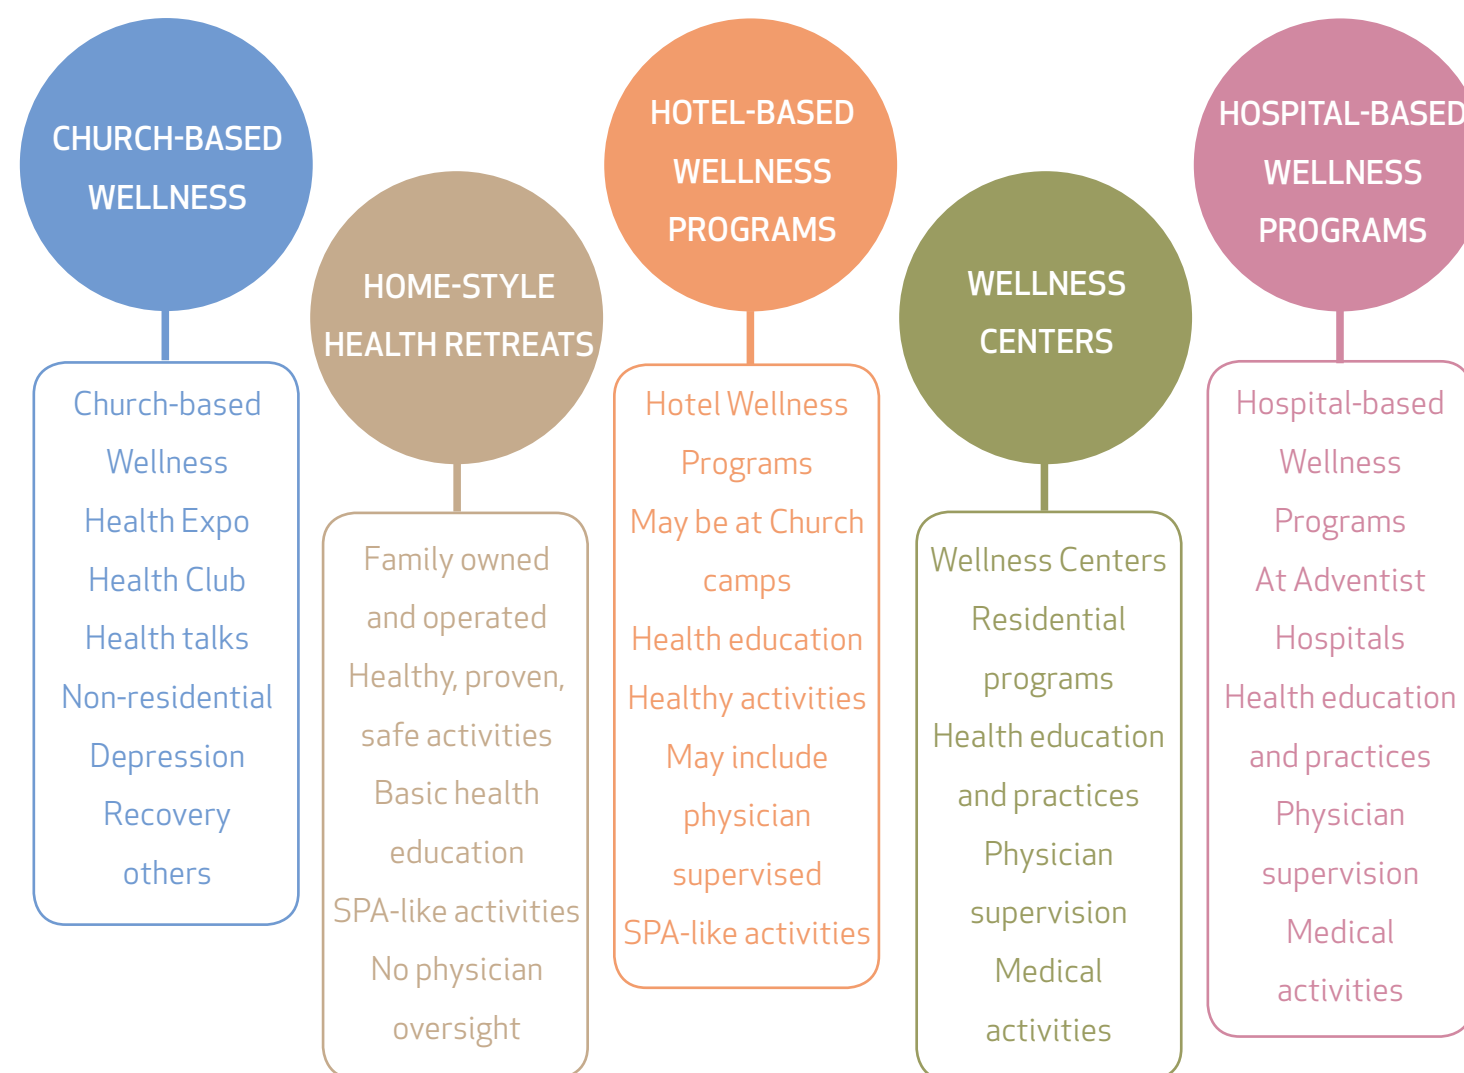 CHURCH-BASED
WELLNESS
Church-based
Wellness
Health Expo
Health Club
Health talks
Non-residential
Depression
Recovery
others
HOME-STYLE
HEALTH RETREATS
Family owned
and operated
Healthy, proven,
safe activities
Basic health
education
SPA-like activities
No physician
oversight
HOTEL-BASED
WELLNESS
PROGRAMS
Hotel Wellness
Programs
May be at Church
camps
Health education
Healthy activities
May include
physician
supervised
SPA-like activities
WELLNESS
CENTERS
Wellness Centers
Residential
programs
Health education
and practices
Physician
supervision
Medical
activities
HOSPITAL-BASED
WELLNESS
PROGRAMS
Hospital-based
Wellness
Programs
At Adventist
Hospitals
Health education
and practices
Physician
supervision
Medical
activities